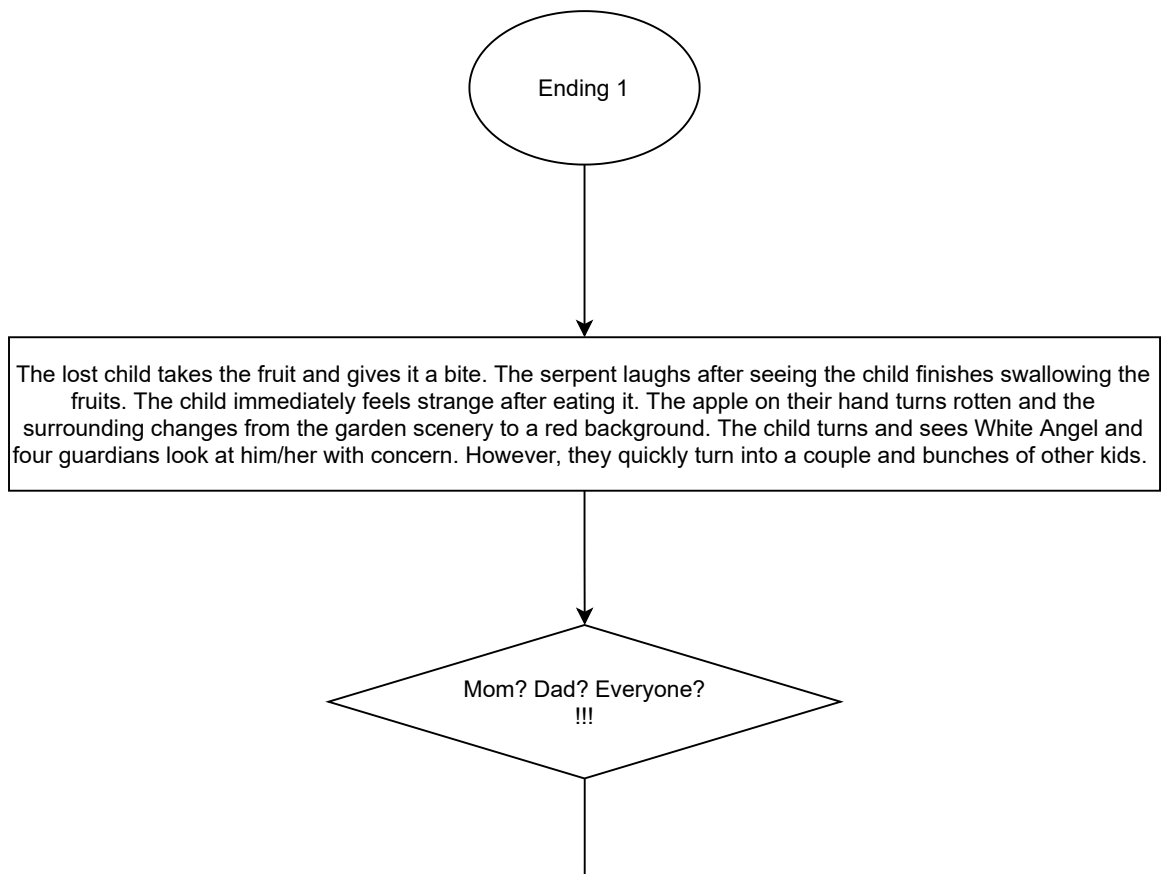 Ending 1
The lost child takes the fruit and gives it a bite. The serpent laughs after seeing the child finishes swallowing the
fruits. The child immediately feels strange after eating it. The apple on their hand turns rotten and the
surrounding changes from the garden scenery to a red background. The child turns and sees White Angel and
four guardians look at him/her with concern. However, they quickly turn into a couple and bunches of other kids.
Mom? Dad? Everyone?
!!!